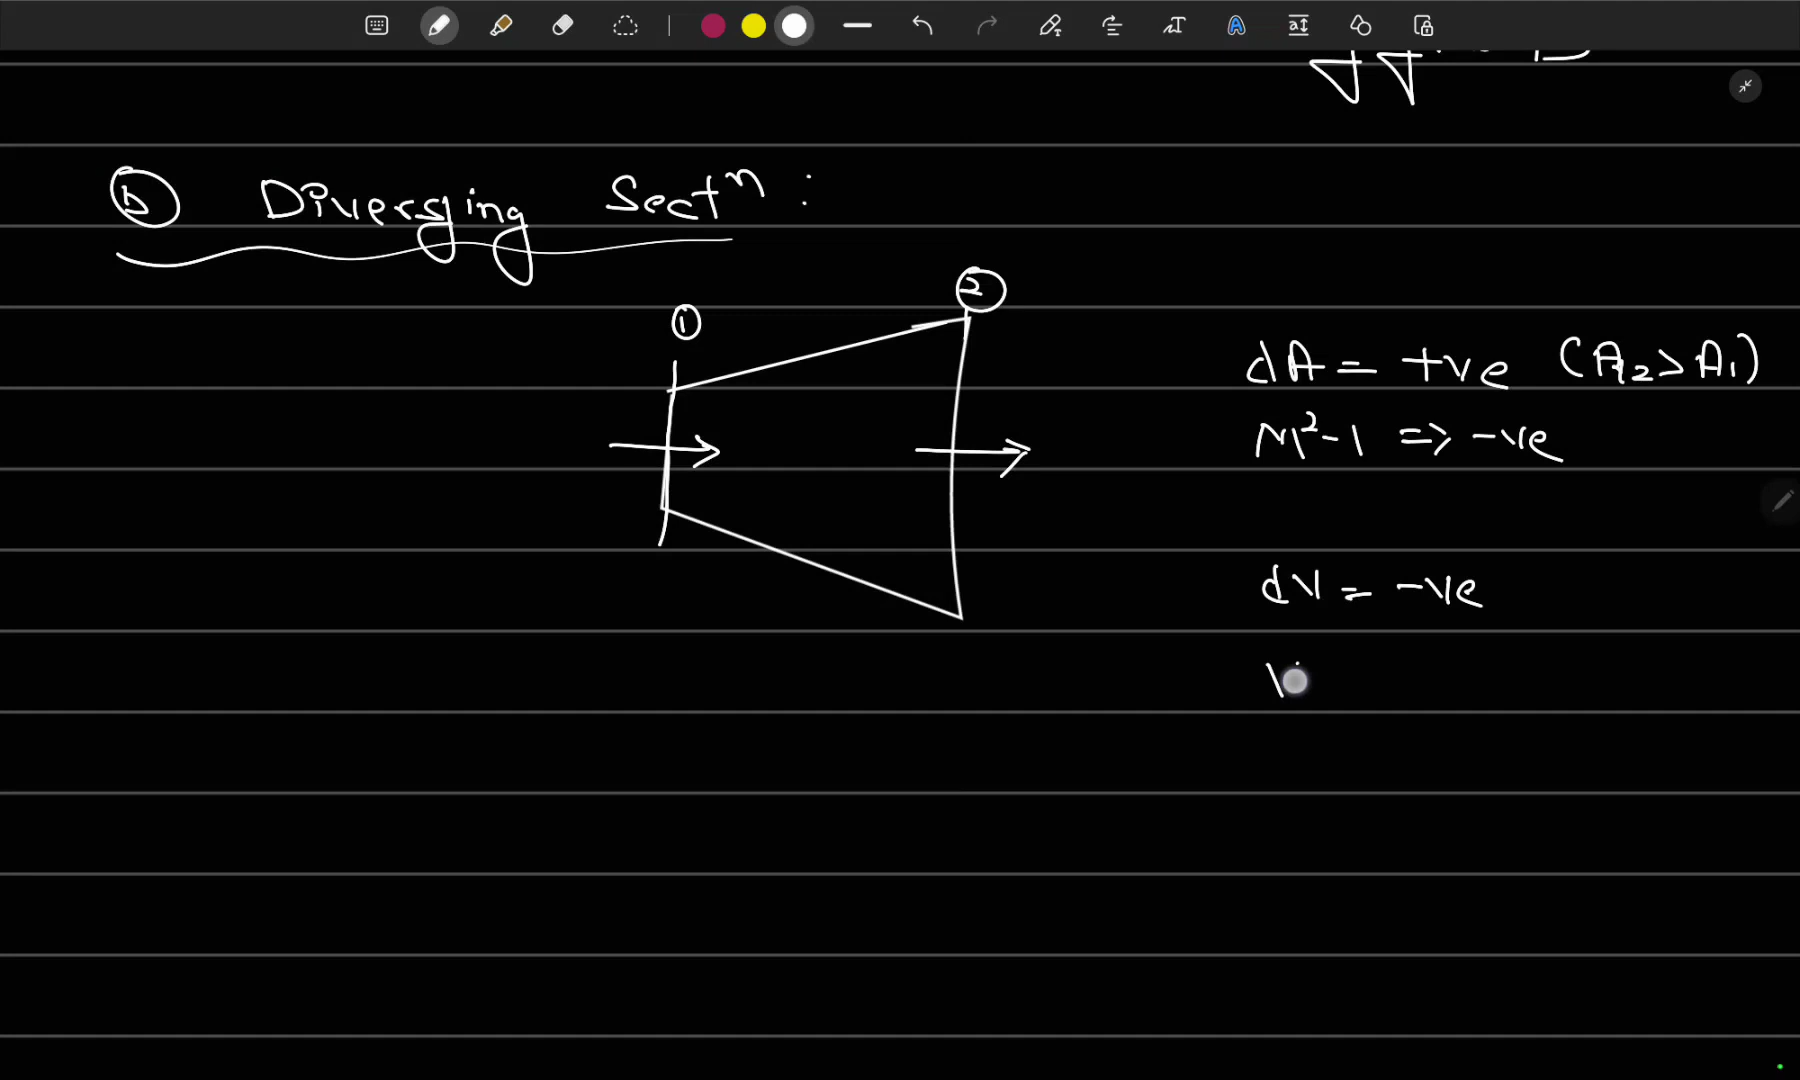 b Diverging Sectⁿ :
① ②
dA = +ve (A₂>A₁)
M²-1 => -ve
dV = -ve